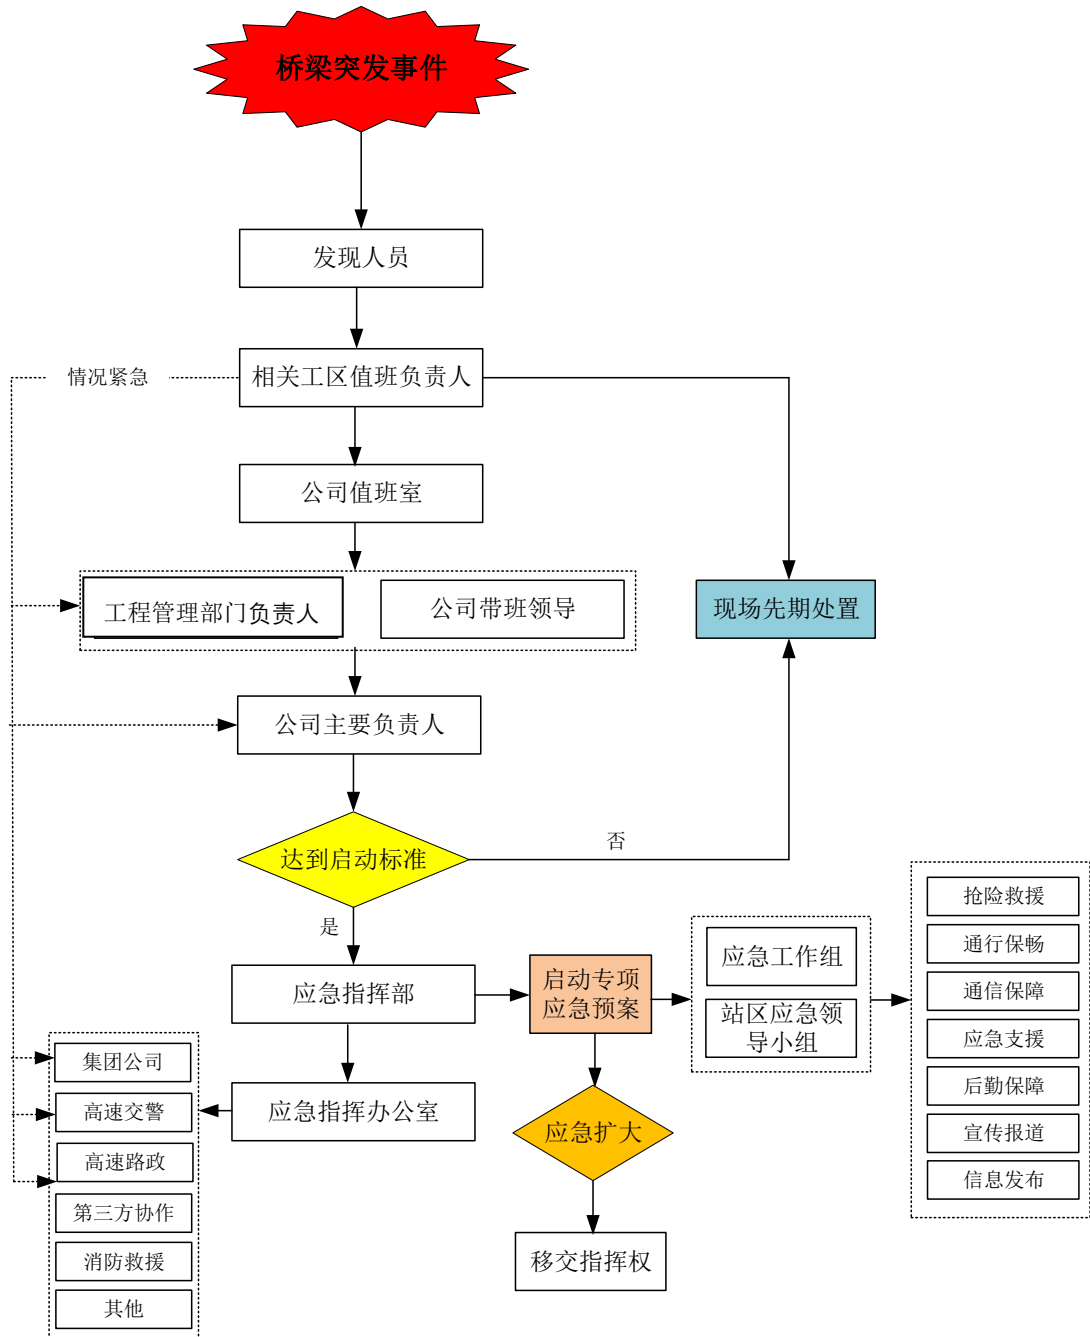 桥梁突发事件
发现人员
情况紧急
相关工区值班负责人
公司值班室
工程管理部门负责人
公司带班领导
现场先期处置
公司主要负责人
达到启动标准
否
是
应急指挥部
启动专项
应急预案
应急工作组
站区应急领
导小组
抢险救援
通行保畅
通信保障
应急支援
后勤保障
宣传报道
信息发布
集团公司
高速交警
高速路政
第三方协作
消防救援
其他
应急指挥办公室
应急扩大
移交指挥权